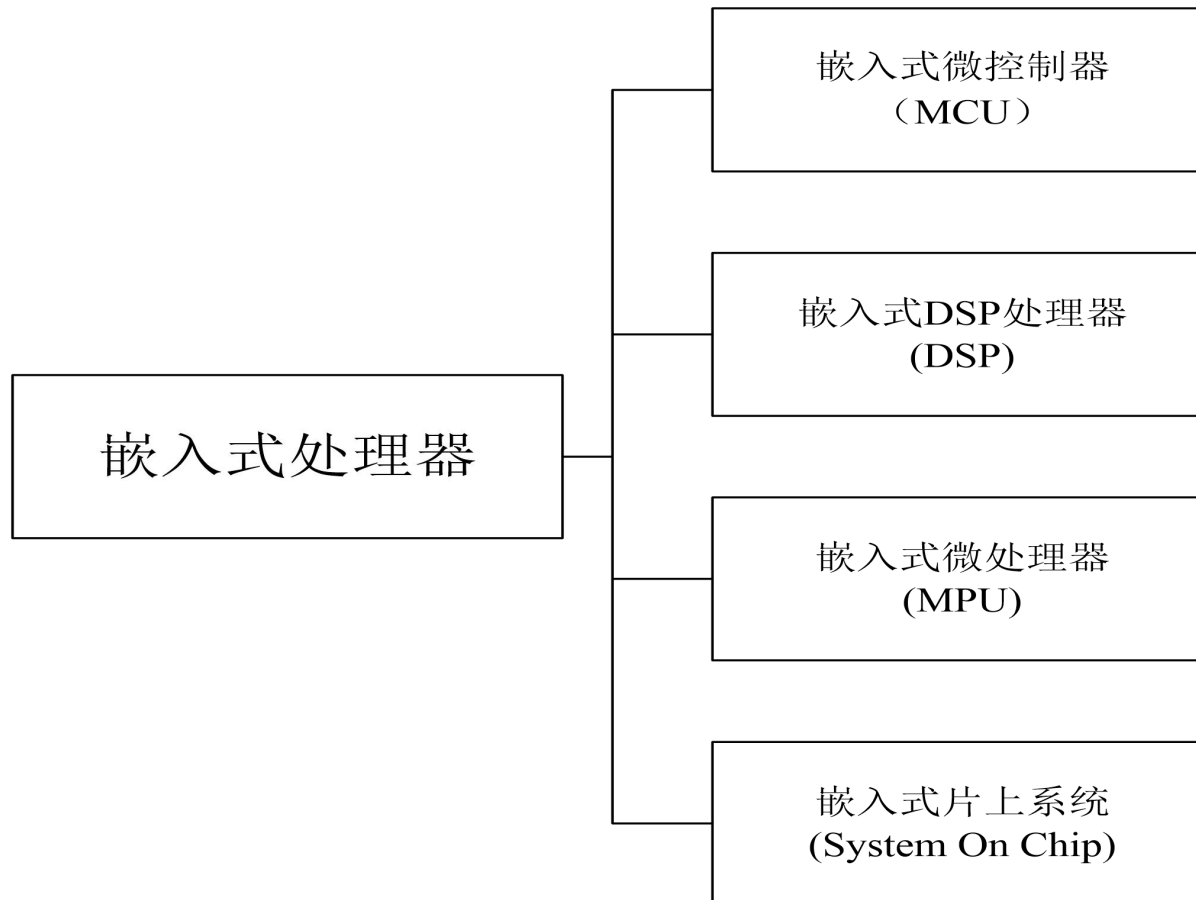 嵌入式微控制器
（MCU）
嵌入式DSP处理器
(DSP)
嵌入式处理器
嵌入式微处理器
(MPU)
嵌入式片上系统
(System On Chip)